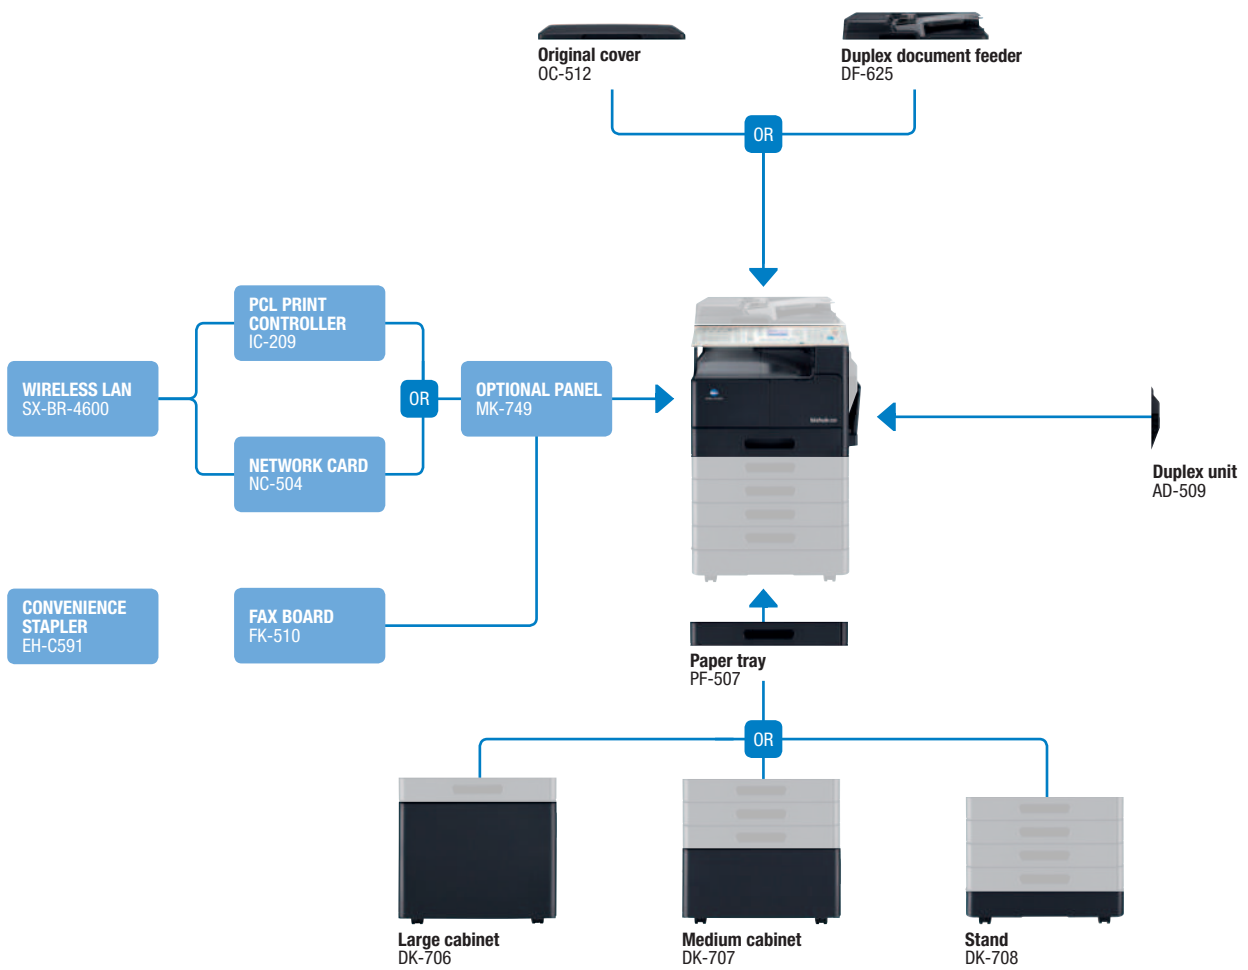 Original cover
OC-512
Duplex document feeder
DF-625
OR
PCL PRINT
CONTROLLER
IC-209
WIRELESS LAN
SX-BR-4600
OR
OPTIONAL PANEL
MK-749
NETWORK CARD
NC-504
Duplex unit
AD-509
CONVENIENCE
STAPLER
EH-C591
FAX BOARD
FK-510
Paper tray
PF-507
OR
Large cabinet
DK-706
Medium cabinet
DK-707
Stand
DK-708